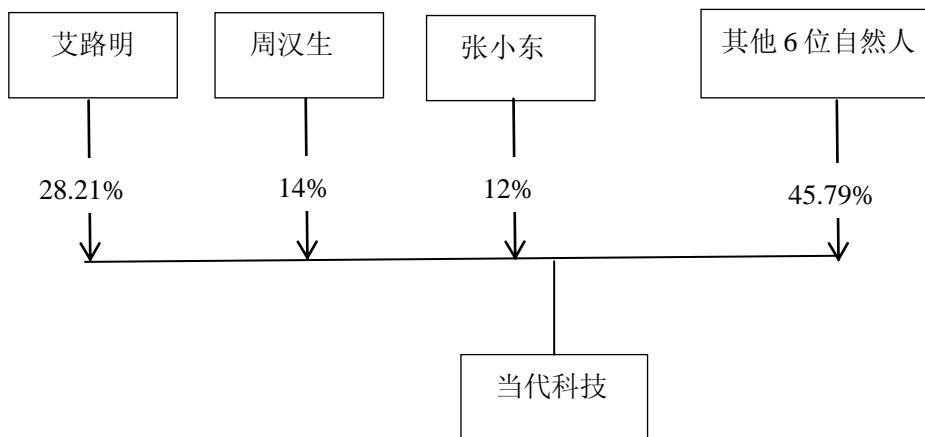 艾路明
周汉生
张小东
其他 6 位自然人
28.21%
14%
12%
45.79%
当代科技